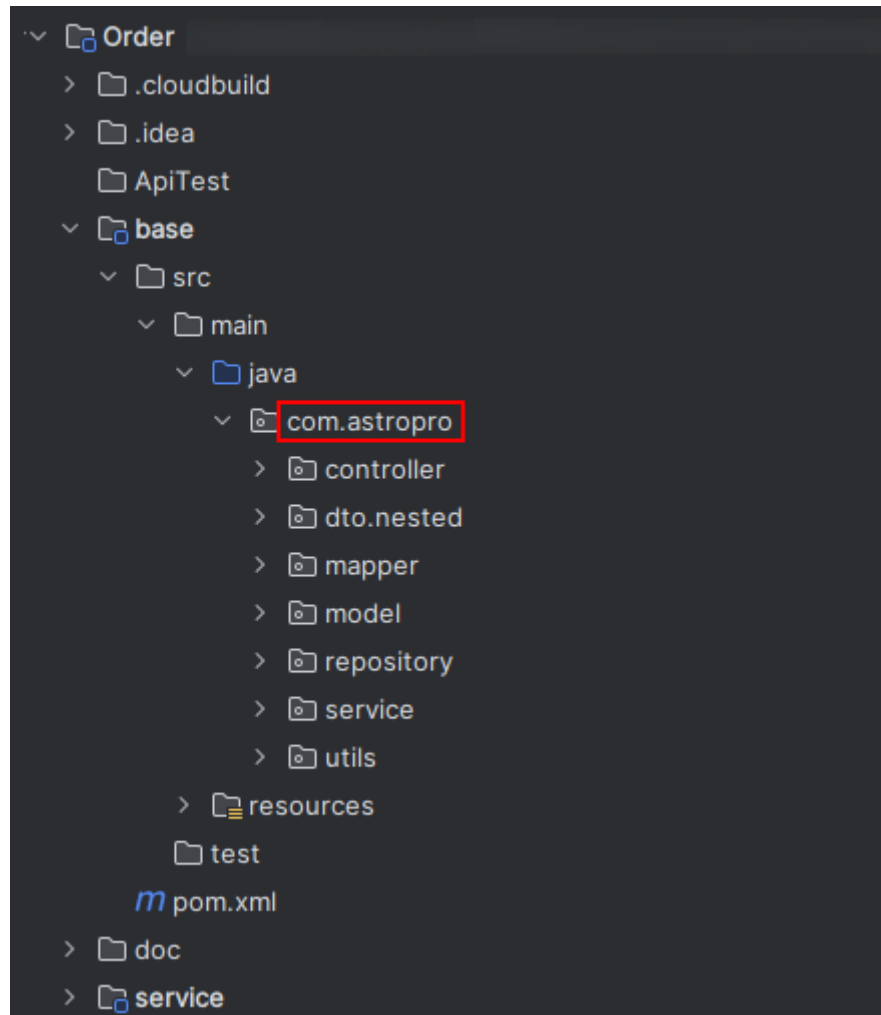 Order
.cloudbuild
.idea
ApiTest
base
src
main
java
com.astropro
controller
dto.nested
mapper
model
repository
service
utils
resources
test
m pom.xml
doc
service